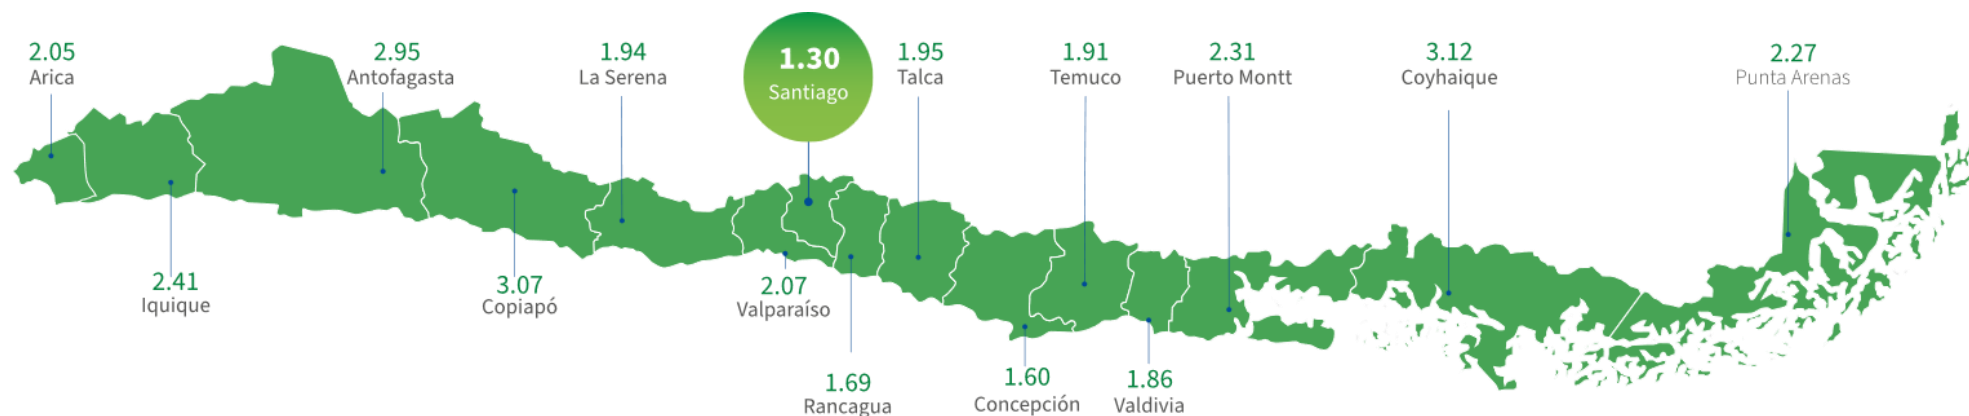 2.05
Arica
2.95
Antofagasta
1.94
La Serena
1.30
Santiago
1.95
Talca
1.91
Temuco
2.31
Puerto Montt
3.12
Coyhaique
2.27
Punta Arenas
2.41
Iquique
3.07
Copiapó
2.07
Valparaíso
1.69
Rancagua
1.60
Concepción
1.86
Valdivia